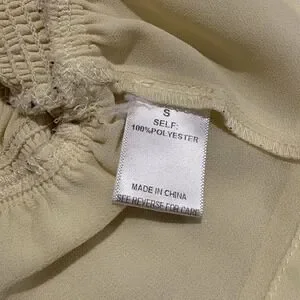 S
SELF:
100%POLYESTER
MADE IN CHINA
SEE REVERSE FOR CARE